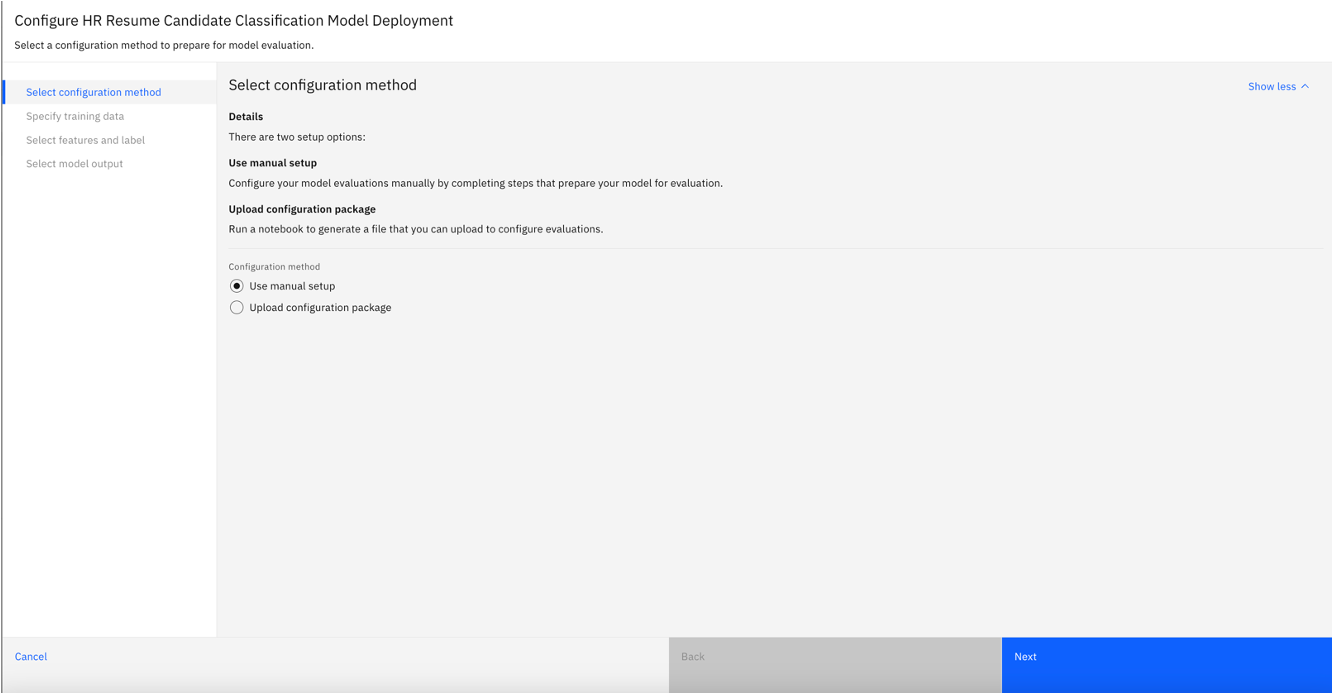 Configure HR Resume Candidate Classification Model Deployment
Select a configuration method to prepare for model evaluation.
Select configuration method
Specify training data
Select features and label
Select model output
Select configuration method
Show less
Details
There are two setup options:
Use manual setup
Configure your model evaluations manually by completing steps that prepare your model for evaluation.
Upload configuration package
Run a notebook to generate a file that you can upload to configure evaluations.
Configuration method
Use manual setup
Upload configuration package
Cancel
Back
Next